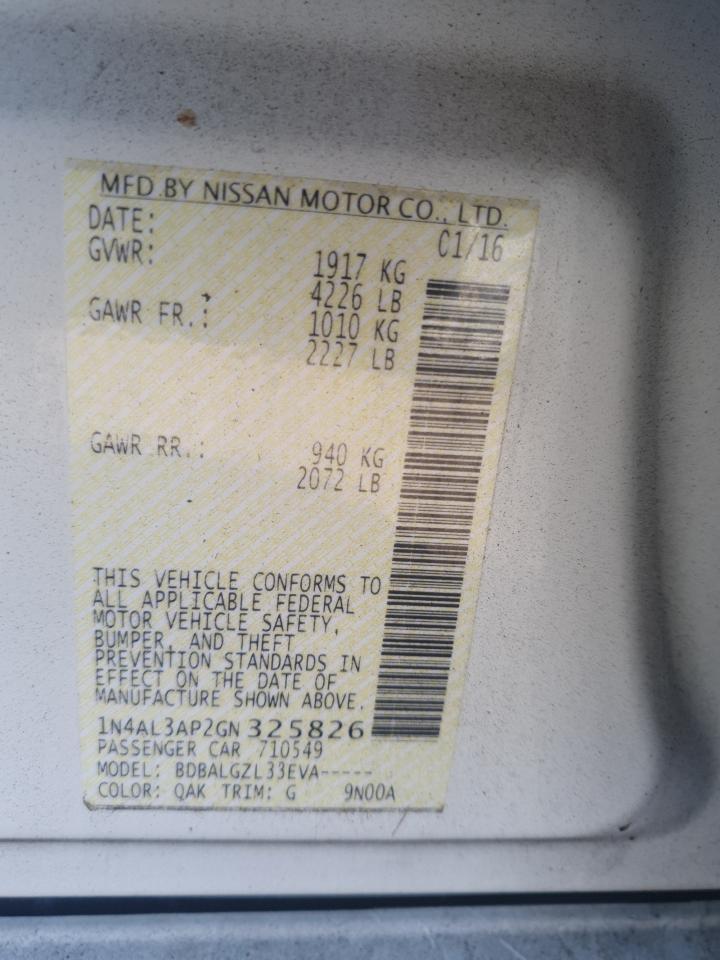 MFD.BY NISSAN MOTOR CO., LTD.
DATE: 01/16
GVWR: 1917 KG
4226 LB
GAWR FR.: 1010 KG
2227 LB
GAWR RR.: 940 KG
2072 LB
THIS VEHICLE CONFORMS TO
ALL APPLICABLE FEDERAL
MOTOR VEHICLE SAFETY,
BUMPER, AND THEFT
PREVENTION STANDARDS IN
EFFECT ON THE DATE OF
MANUFACTURE SHOWN ABOVE.
1N4AL3AP2GN325826
PASSENGER CAR 710549
MODEL: BDBALGZL33EVA-----
COLOR: QAK TRIM: G 9N00A